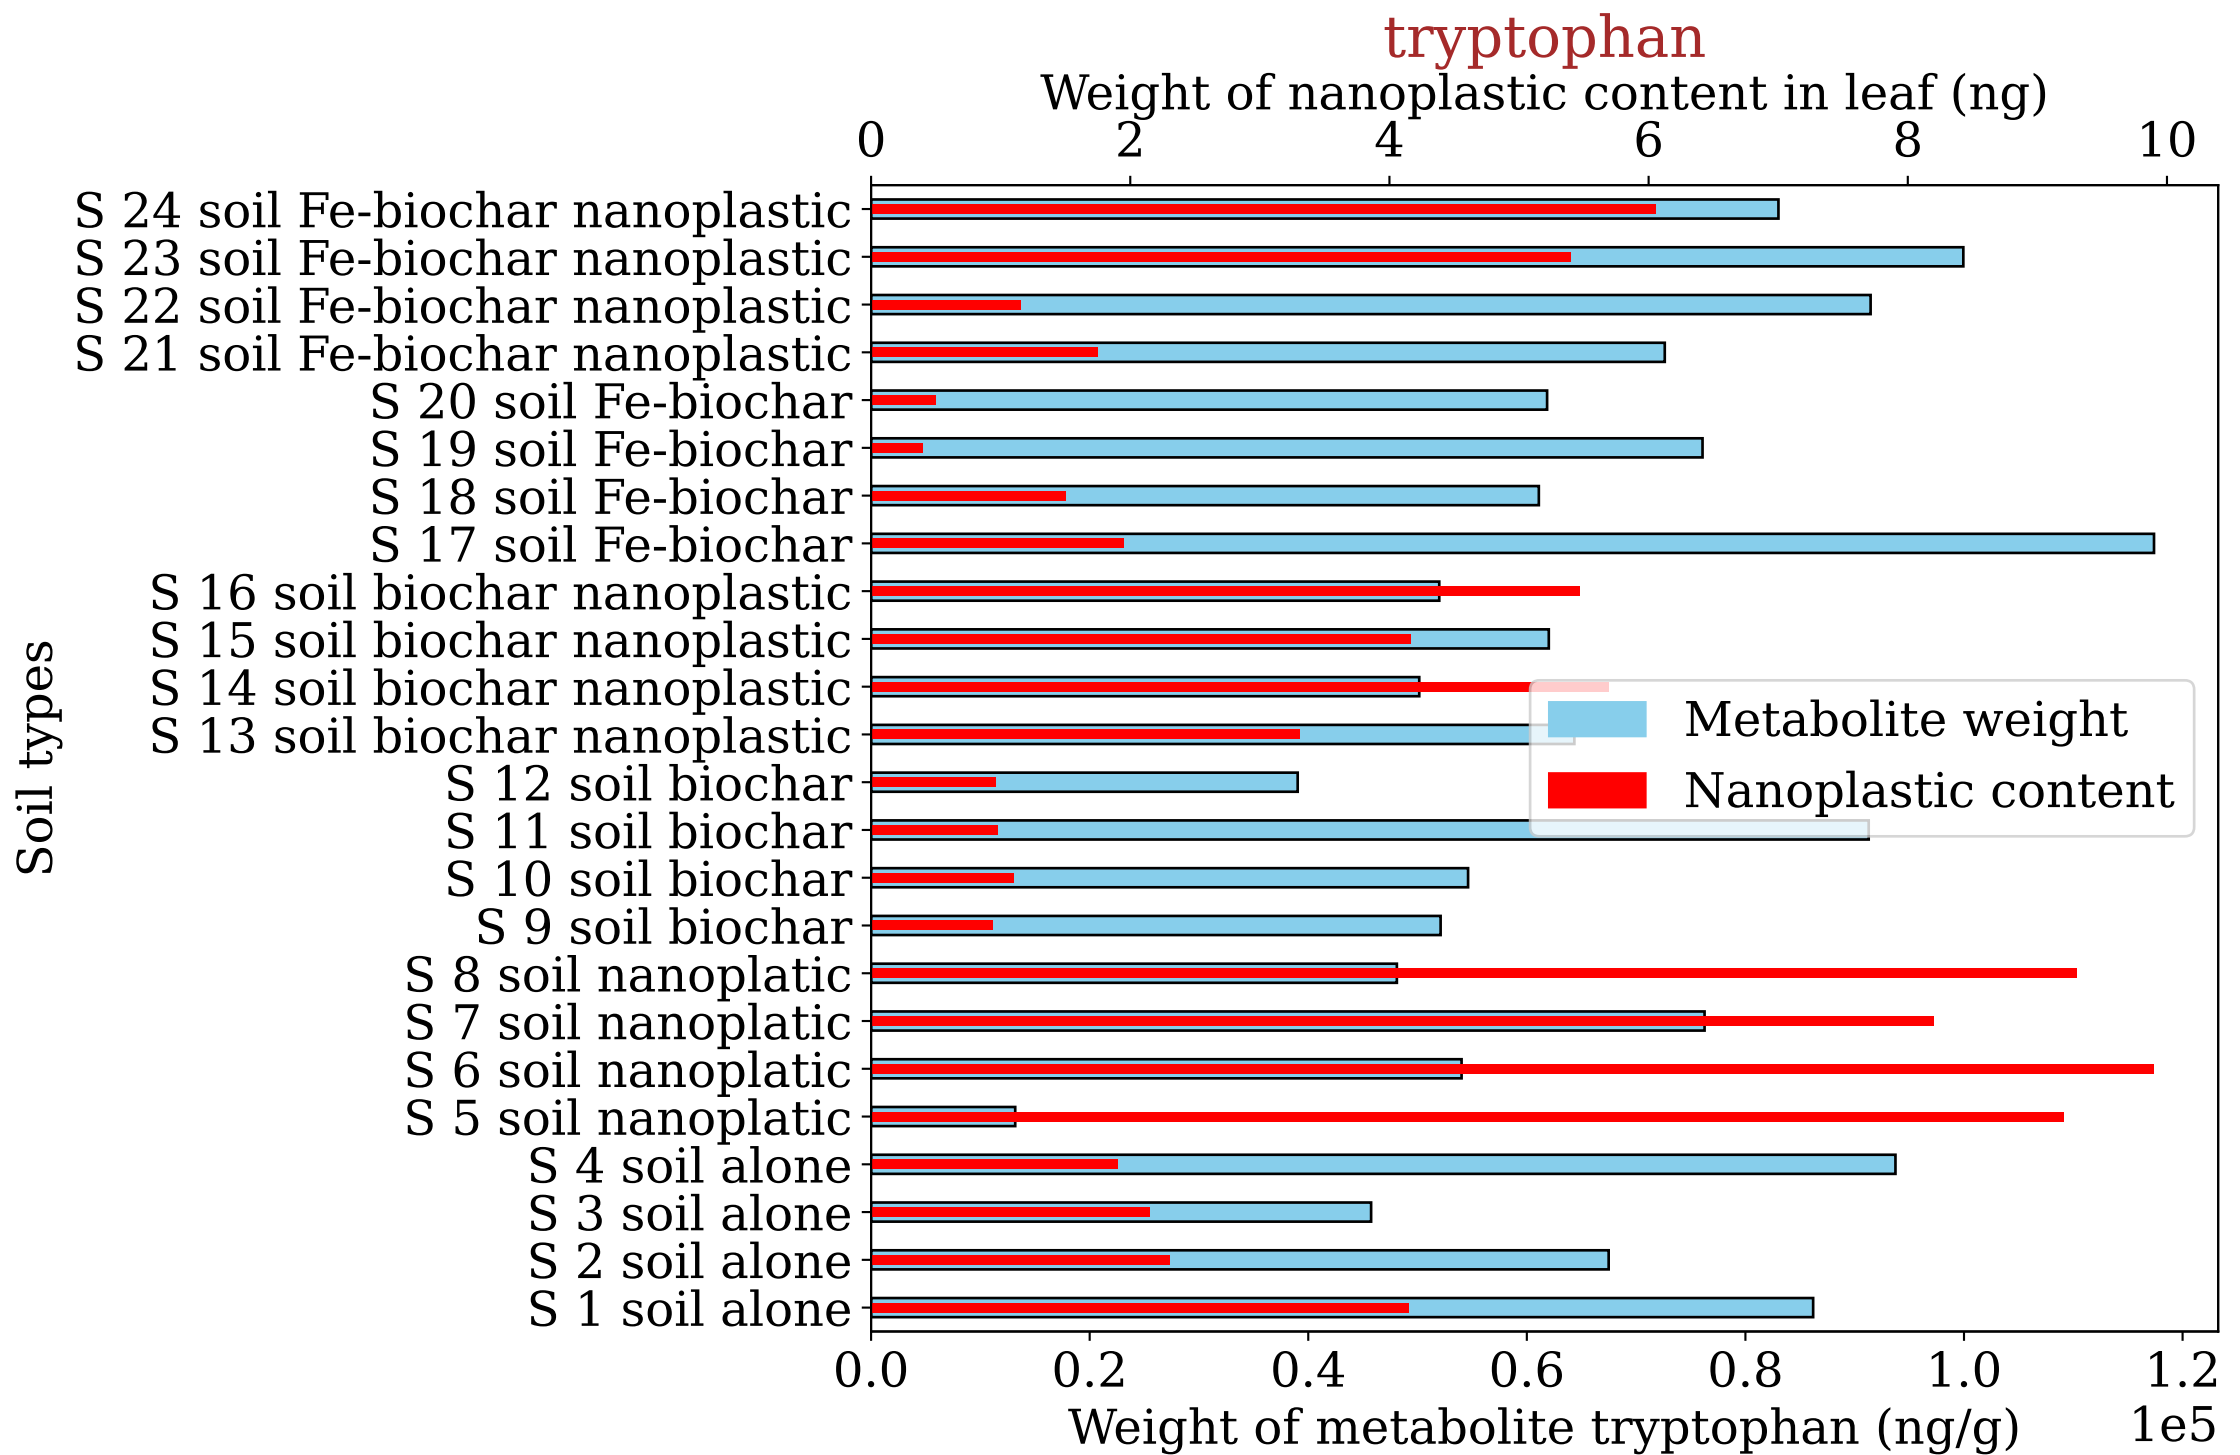 tryptophan
Weight of nanoplastic content in leaf (ng)
0 2 4 6 8 10
S 24 soil Fe-biochar nanoplastic
S 23 soil Fe-biochar nanoplastic
S 22 soil Fe-biochar nanoplastic
S 21 soil Fe-biochar nanoplastic
S 20 soil Fe-biochar
S 19 soil Fe-biochar
S 18 soil Fe-biochar
S 17 soil Fe-biochar
S 16 soil biochar nanoplastic
S 15 soil biochar nanoplastic
S 14 soil biochar nanoplastic
S 13 soil biochar nanoplastic
S 12 soil biochar
S 11 soil biochar
S 10 soil biochar
S 9 soil biochar
S 8 soil nanoplatic
S 7 soil nanoplatic
S 6 soil nanoplatic
S 5 soil nanoplatic
S 4 soil alone
S 3 soil alone
S 2 soil alone
S 1 soil alone
Soil types
Metabolite weight
Nanoplastic content
0.0 0.2 0.4 0.6 0.8 1.0 1.2
Weight of metabolite tryptophan (ng/g)
1e5